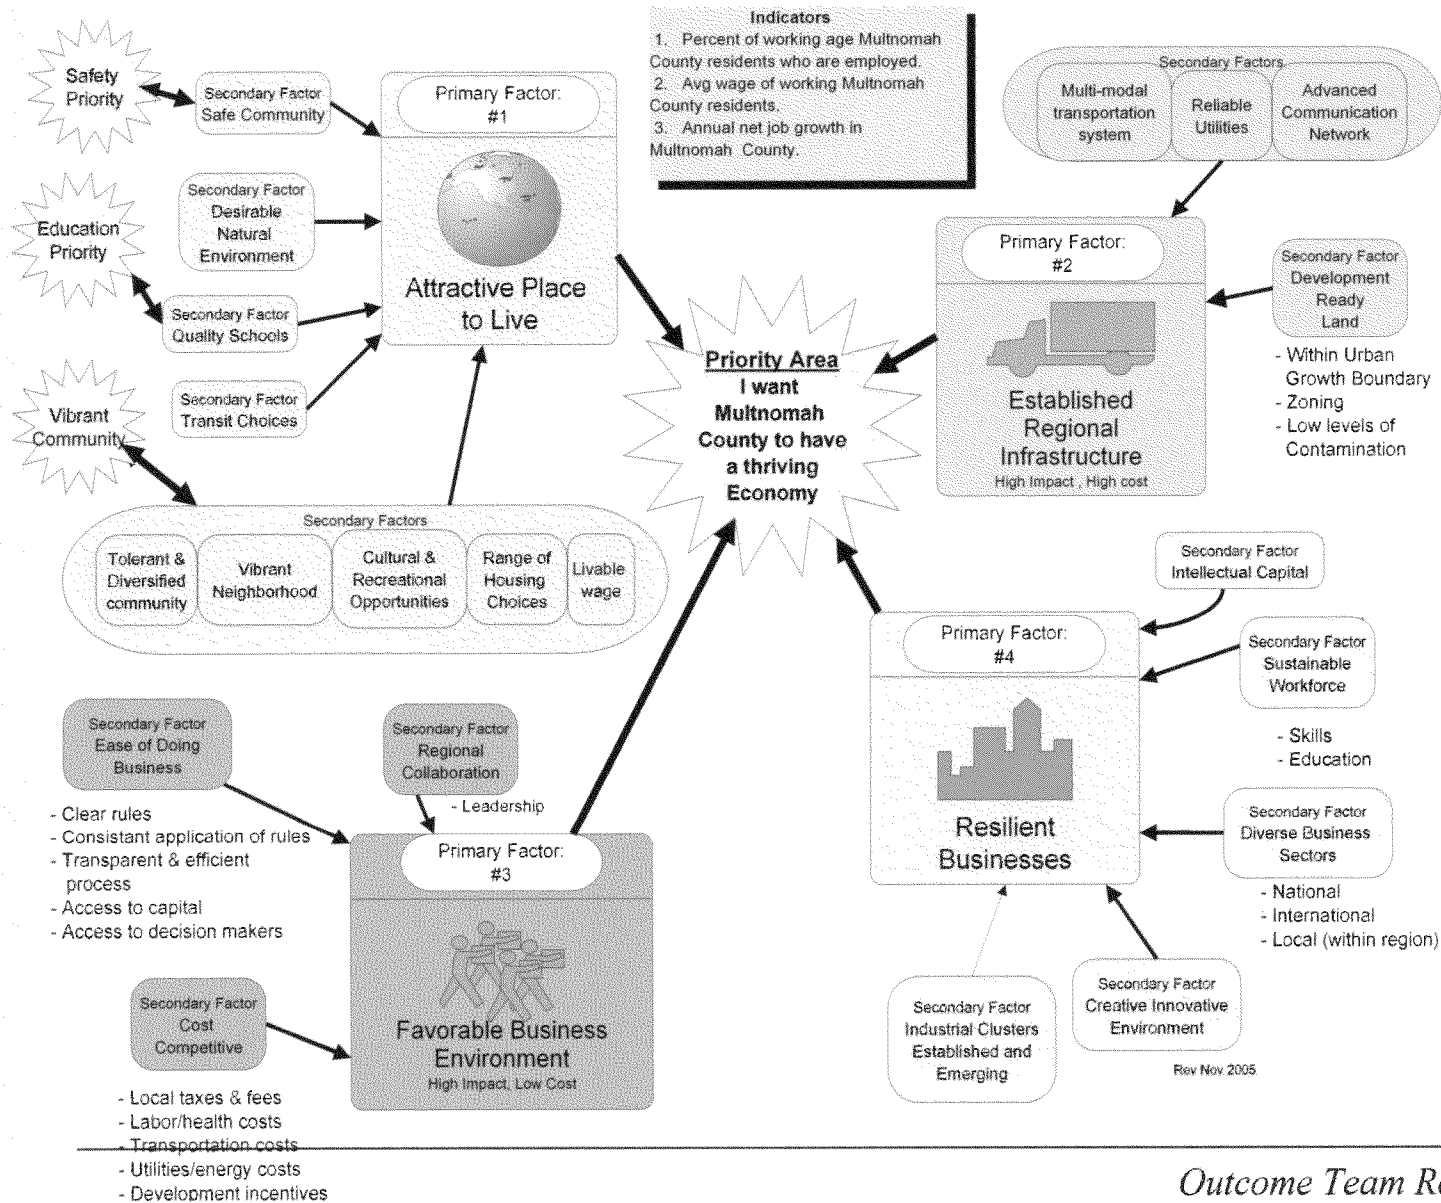 Indicators
1. Percent of working age Multnomah
County residents who are employed.
2. Avg wage of working Multnomah
County residents.
3. Annual net job growth in
Multnomah County.
Safety
Priority
Secondary Factor
Safe Community
Primary Factor:
#1
Attractive Place
to Live
Education
Priority
Secondary Factor
Desirable
Natural
Environment
Secondary Factor
Quality Schools
Secondary Factor
Transit Choices
Vibrant
Community
Secondary Factors
Tolerant &
Diversified
community
Vibrant
Neighborhood
Cultural &
Recreational
Opportunities
Range of
Housing
Choices
Livable
wage
Priority Area
I want
Multnomah
County to have
a thriving
Economy
Secondary Factors
Multi-modal
transportation
system
Reliable
Utilities
Advanced
Communication
Network
Primary Factor:
#2
Established
Regional
Infrastructure
High Impact , High cost
Secondary Factor
Development
Ready
Land
- Within Urban
Growth Boundary
- Zoning
- Low levels of
Contamination
Secondary Factor
Ease of Doing
Business
- Clear rules
- Consistant application of rules
- Transparent & efficient
process
- Access to capital
- Access to decision makers
Secondary Factor
Regional
Collaboration
- Leadership
Primary Factor:
#3
Favorable Business
Environment
High Impact, Low Cost
Secondary Factor
Cost
Competitive
- Local taxes & fees
- Labor/health costs
- Transportation costs
- Utilities/energy costs
- Development incentives
Primary Factor:
#4
Resilient
Businesses
Secondary Factor
Intellectual Capital
Secondary Factor
Sustainable
Workforce
- Skills
- Education
Secondary Factor
Diverse Business
Sectors
- National
- International
- Local (within region)
Secondary Factor
Industrial Clusters
Established and
Emerging
Secondary Factor
Creative Innovative
Environment
Rev Nov 2005
Outcome Team